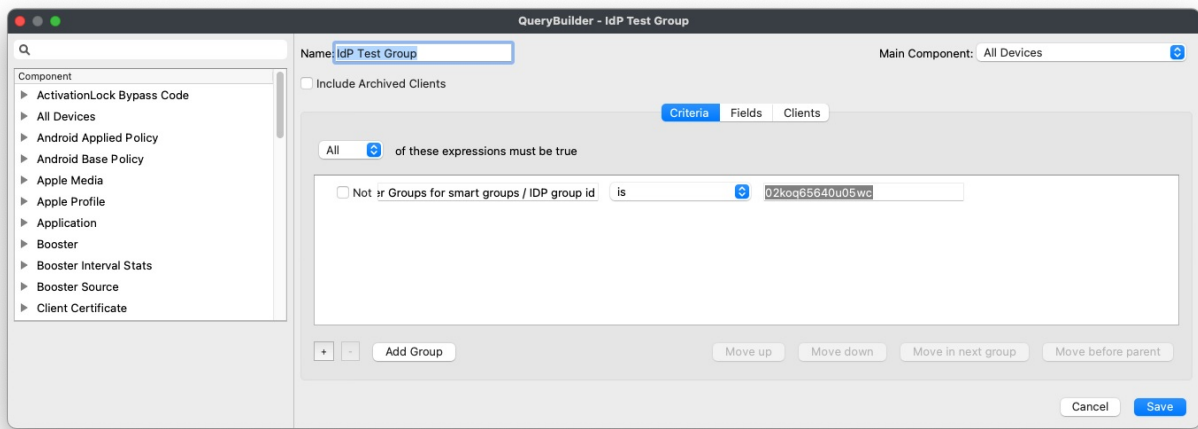 QueryBuilder - IdP Test Group
Name: IdP Test Group
Main Component: All Devices
Include Archived Clients
Component
ActivationLock Bypass Code
All Devices
Android Applied Policy
Android Base Policy
Apple Media
Apple Profile
Application
Booster
Booster Interval Stats
Booster Source
Client Certificate
Criteria Fields Clients
All of these expressions must be true
Not er Groups for smart groups / IDP group id is 02koq65640u05wc
+ - Add Group Move up Move down Move in next group Move before parent
Cancel Save